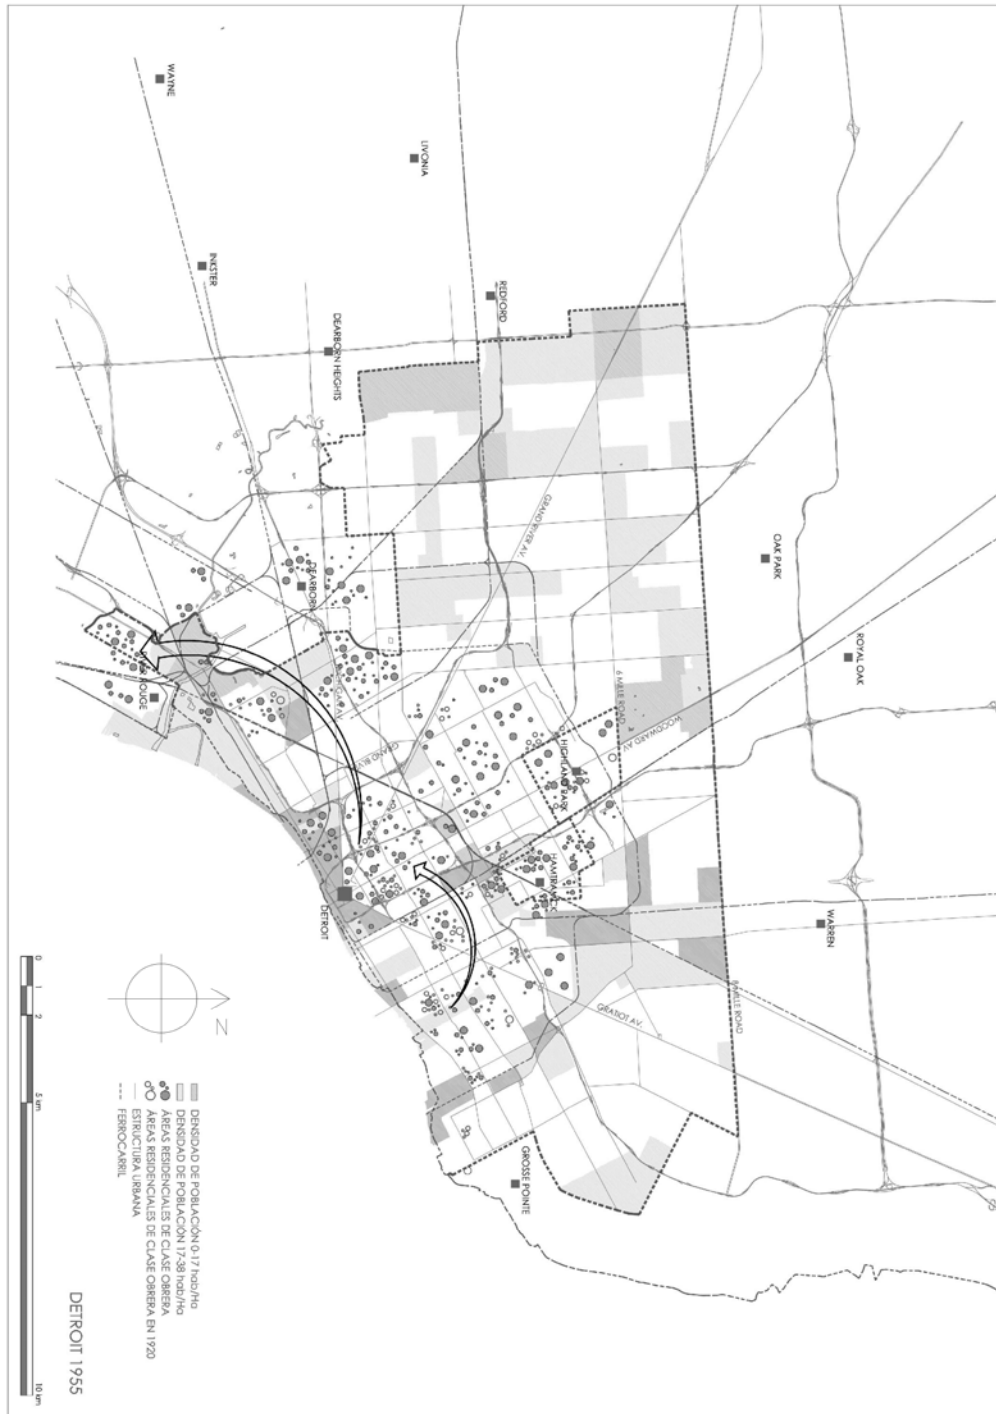 WAYNE
LIVONIA
INKSTER
REDFORD
DEARBORN HEIGHTS
OAK PARK
ROYAL OAK
WARREN
GRAND RIVER AV.
DEARBORN
6 MILE ROAD
WOODWARD AV.
HIGHLAND PARK
ROUGE
GRAND BLV.
HAMTRAMCK
DETROIT
8 MILE ROAD
GRATIOT AV.
GROSSE POINTE
N
DENSIDAD DE POBLACIÓN 0-17 hab/Ha
DENSIDAD DE POBLACIÓN 17-38 hab/Ha
ÁREAS RESIDENCIALES DE CLASE OBRERA
ÁREAS RESIDENCIALES DE CLASE OBRERA EN 1920
ESTRUCTURA URBANA
FERROCARRIL
0
1
2
5 km
10 km
DETROIT 1955